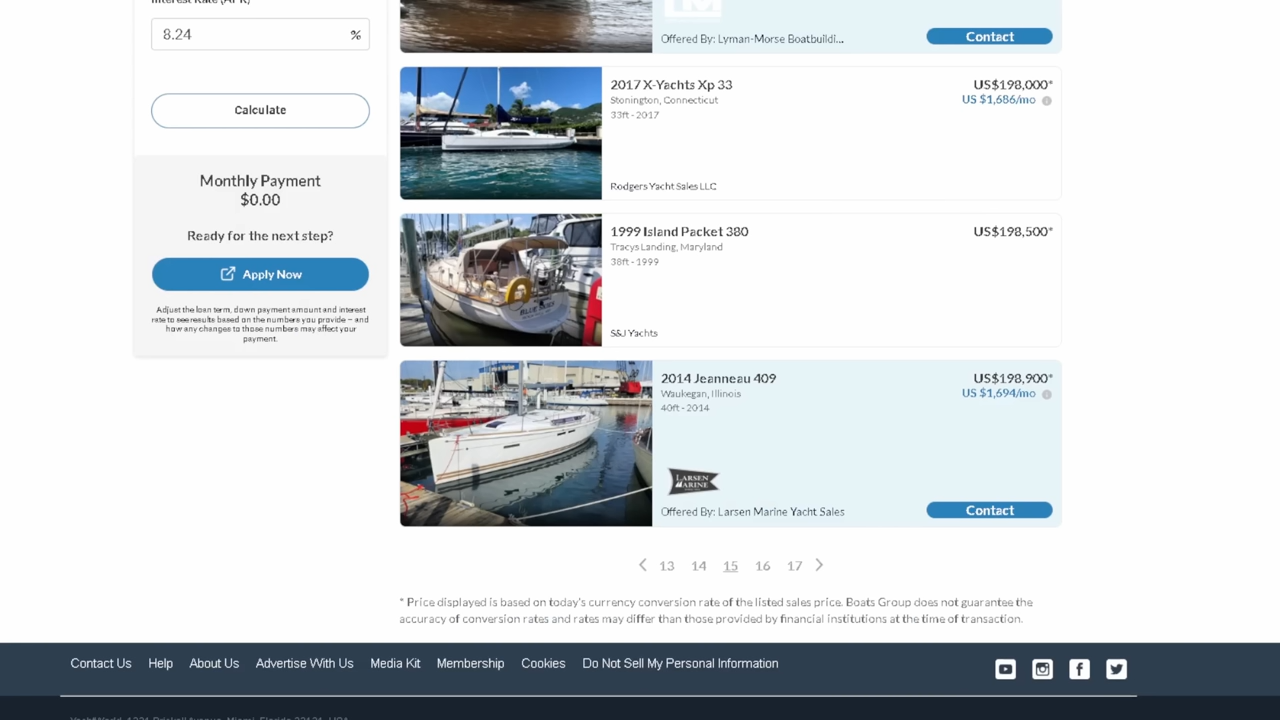 Interest Rate (APR)
8.24
%
Calculate
Monthly Payment
$0.00
Ready for the next step?
Apply Now
Adjust the loan term, down payment amount and interest
rate to see results based on the numbers you provide – and
how any changes to those numbers may affect your
payment.
Offered By: Lyman-Morse Boatbuildi...
Contact
2017 X-Yachts Xp 33
US$198,000*
Stonington, Connecticut
US $1,686/mo
33ft - 2017
Rodgers Yacht Sales LLC
1999 Island Packet 380
US$198,500*
Tracys Landing, Maryland
38ft - 1999
S&J Yachts
2014 Jeanneau 409
US$198,900*
Waukegan, Illinois
US $1,694/mo
40ft - 2014
LARSEN
MARINE
Offered By: Larsen Marine Yacht Sales
Contact
13 14 15 16 17
* Price displayed is based on today's currency conversion rate of the listed sales price. Boats Group does not guarantee the
accuracy of conversion rates and rates may differ than those provided by financial institutions at the time of transaction.
Contact Us Help About Us Advertise With Us Media Kit Membership Cookies Do Not Sell My Personal Information